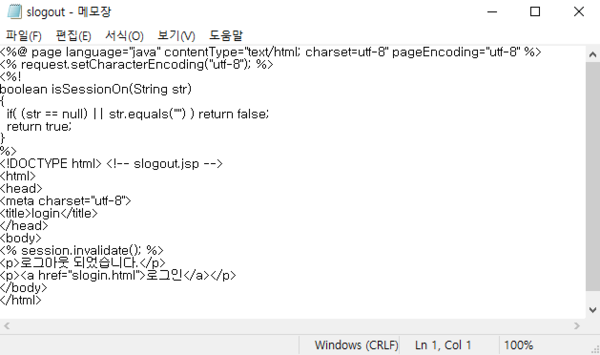 slogout - 메모장
파일(F) 편집(E) 서식(O) 보기(V) 도움말
<%@ page language="java" contentType="text/html; charset=utf-8" pageEncoding="utf-8" %>
<% request.setCharacterEncoding("utf-8"); %>
<%!
boolean isSessionOn(String str)
{
  if( (str == null) || str.equals("") ) return false;
  return true;
}
%>
<!DOCTYPE html> <!-- slogout.jsp -->
<html>
<head>
<meta charset="utf-8">
<title>login</title>
</head>
<body>
<% session.invalidate(); %>
<p>로그아웃 되었습니다.</p>
<p><a href="slogin.html">로그인</a></p>
</body>
</html>
Windows (CRLF) Ln 1, Col 1 100%